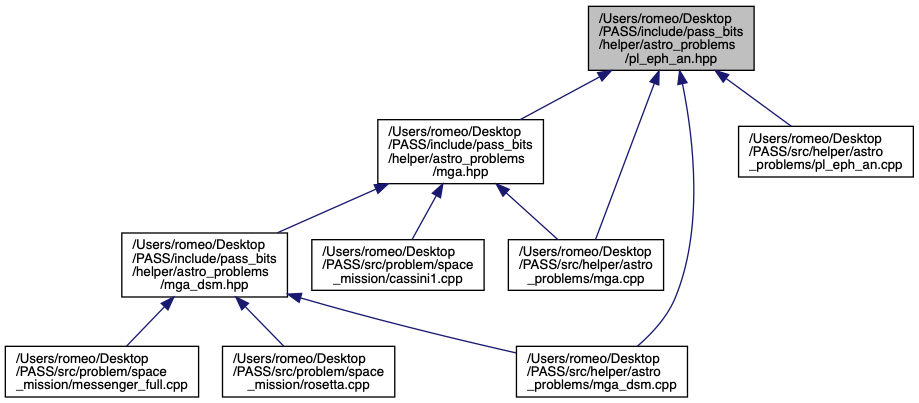 /Users/romeo/Desktop
/PASS/include/pass_bits
/helper/astro_problems
/pl_eph_an.hpp
/Users/romeo/Desktop
/PASS/include/pass_bits
/helper/astro_problems
/mga.hpp
/Users/romeo/Desktop
/PASS/src/helper/astro
_problems/pl_eph_an.cpp
/Users/romeo/Desktop
/PASS/include/pass_bits
/helper/astro_problems
/mga_dsm.hpp
/Users/romeo/Desktop
/PASS/src/problem/space
_mission/cassini1.cpp
/Users/romeo/Desktop
/PASS/src/helper/astro
_problems/mga.cpp
/Users/romeo/Desktop
/PASS/src/problem/space
_mission/messenger_full.cpp
/Users/romeo/Desktop
/PASS/src/problem/space
_mission/rosetta.cpp
/Users/romeo/Desktop
/PASS/src/helper/astro
_problems/mga_dsm.cpp